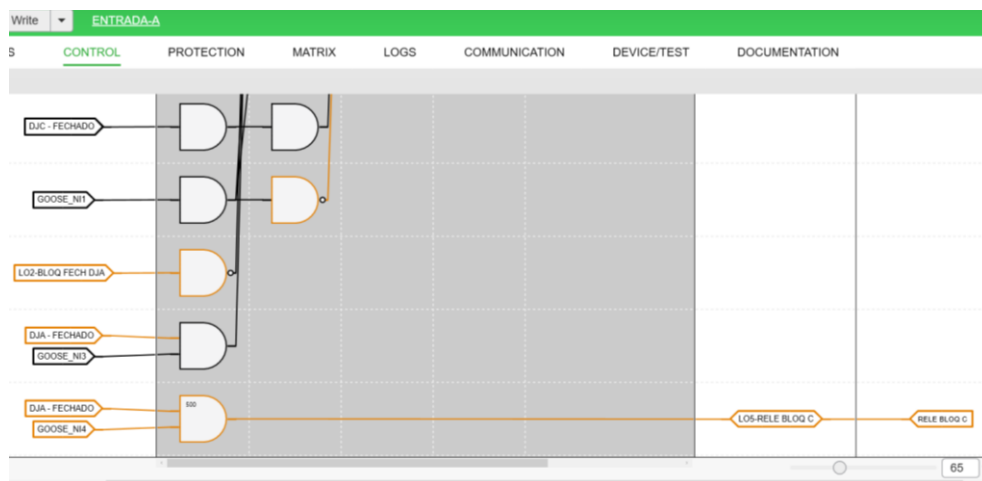 Write ENTRADA-A
S CONTROL PROTECTION MATRIX LOGS COMMUNICATION DEVICE/TEST DOCUMENTATION
DJC - FECHADO
GOOSE_NI1
LO2-BLOQ FECH DJA
DJA - FECHADO
GOOSE_NI3
DJA - FECHADO
500
GOOSE_NI4
LO5-RELE BLOQ C
RELE BLOQ C
65